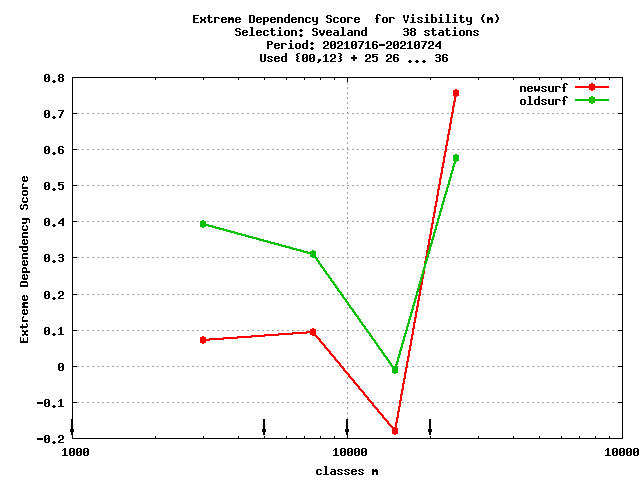 Extreme Dependency Score  for Visibility (m)
Selection: Svealand     38 stations
Period: 20210716-20210724
Used {00,12} + 25 26 ... 36
newsurf
oldsurf
Extreme Dependency Score
0.8
0.7
0.6
0.5
0.4
0.3
0.2
0.1
0
-0.1
-0.2
1000 10000 10000
classes m